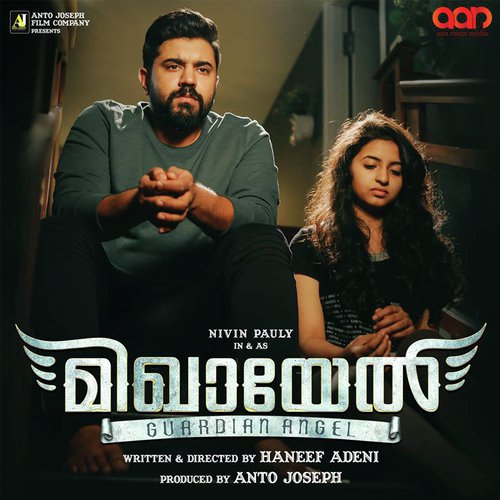 ANTO JOSEPH
FILM COMPANY
PRESENTS
AJ
aan
aan mega media
NIVIN PAULY
IN & AS
മിഖായേൽ
GUARDIAN ANGEL
WRITTEN & DIRECTED BY HANEEF ADENI
PRODUCED BY ANTO JOSEPH